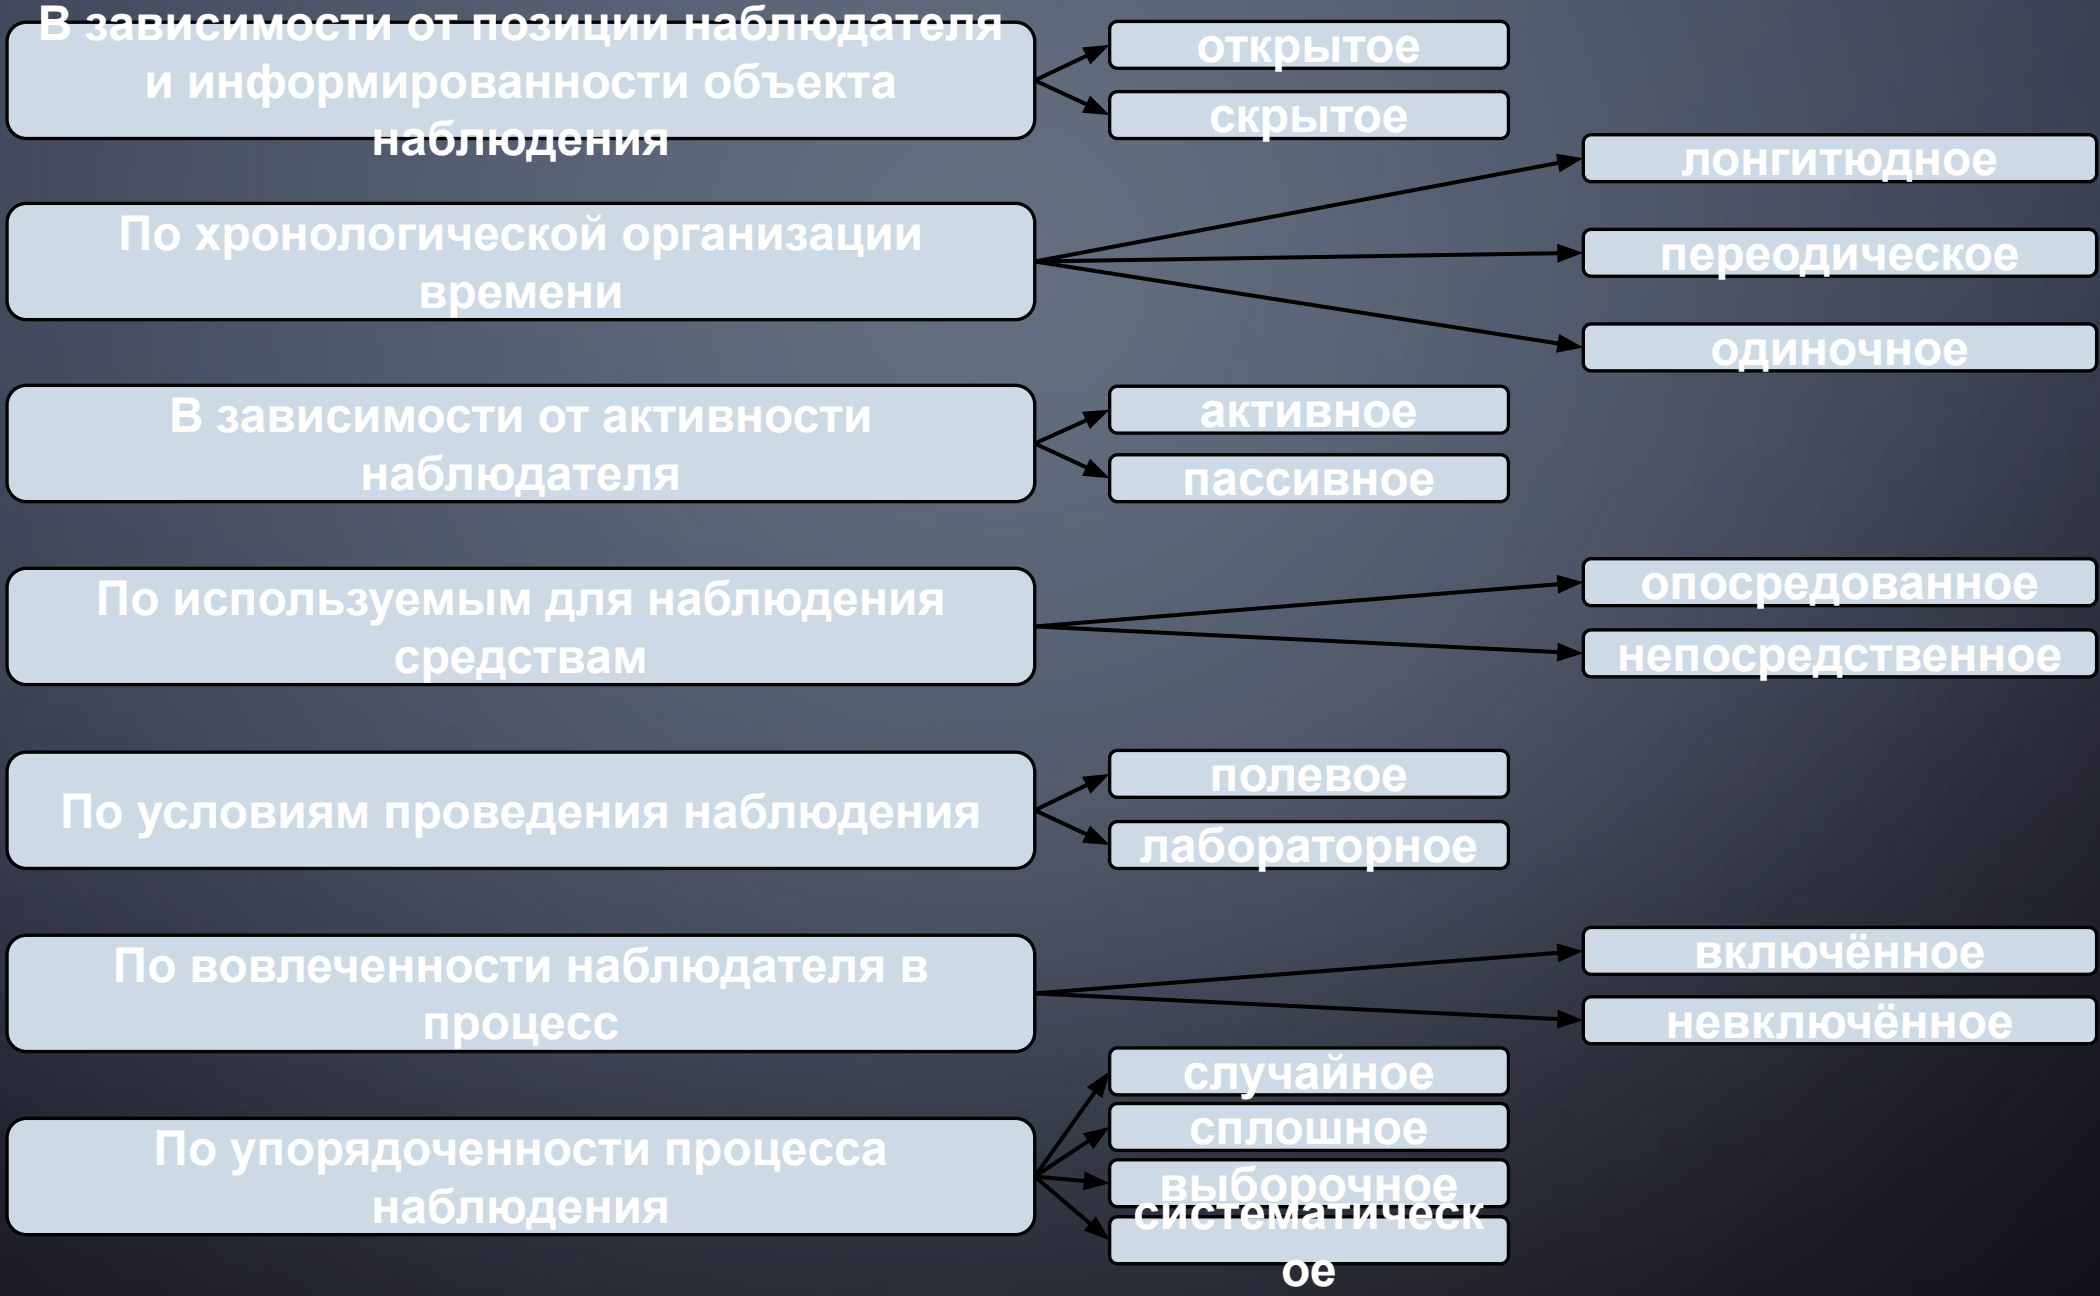 В зависимости от позиции наблюдателя
и информированности объекта
наблюдения
открытое
скрытое
По хронологической организации
времени
лонгитюдное
переодическое
одиночное
В зависимости от активности
наблюдателя
активное
пассивное
По используемым для наблюдения
средствам
опосредованное
непосредственное
По условиям проведения наблюдения
полевое
лабораторное
По вовлеченности наблюдателя в
процесс
включённое
невключённое
По упорядоченности процесса
наблюдения
случайное
сплошное
выборочное
систематическ
ое